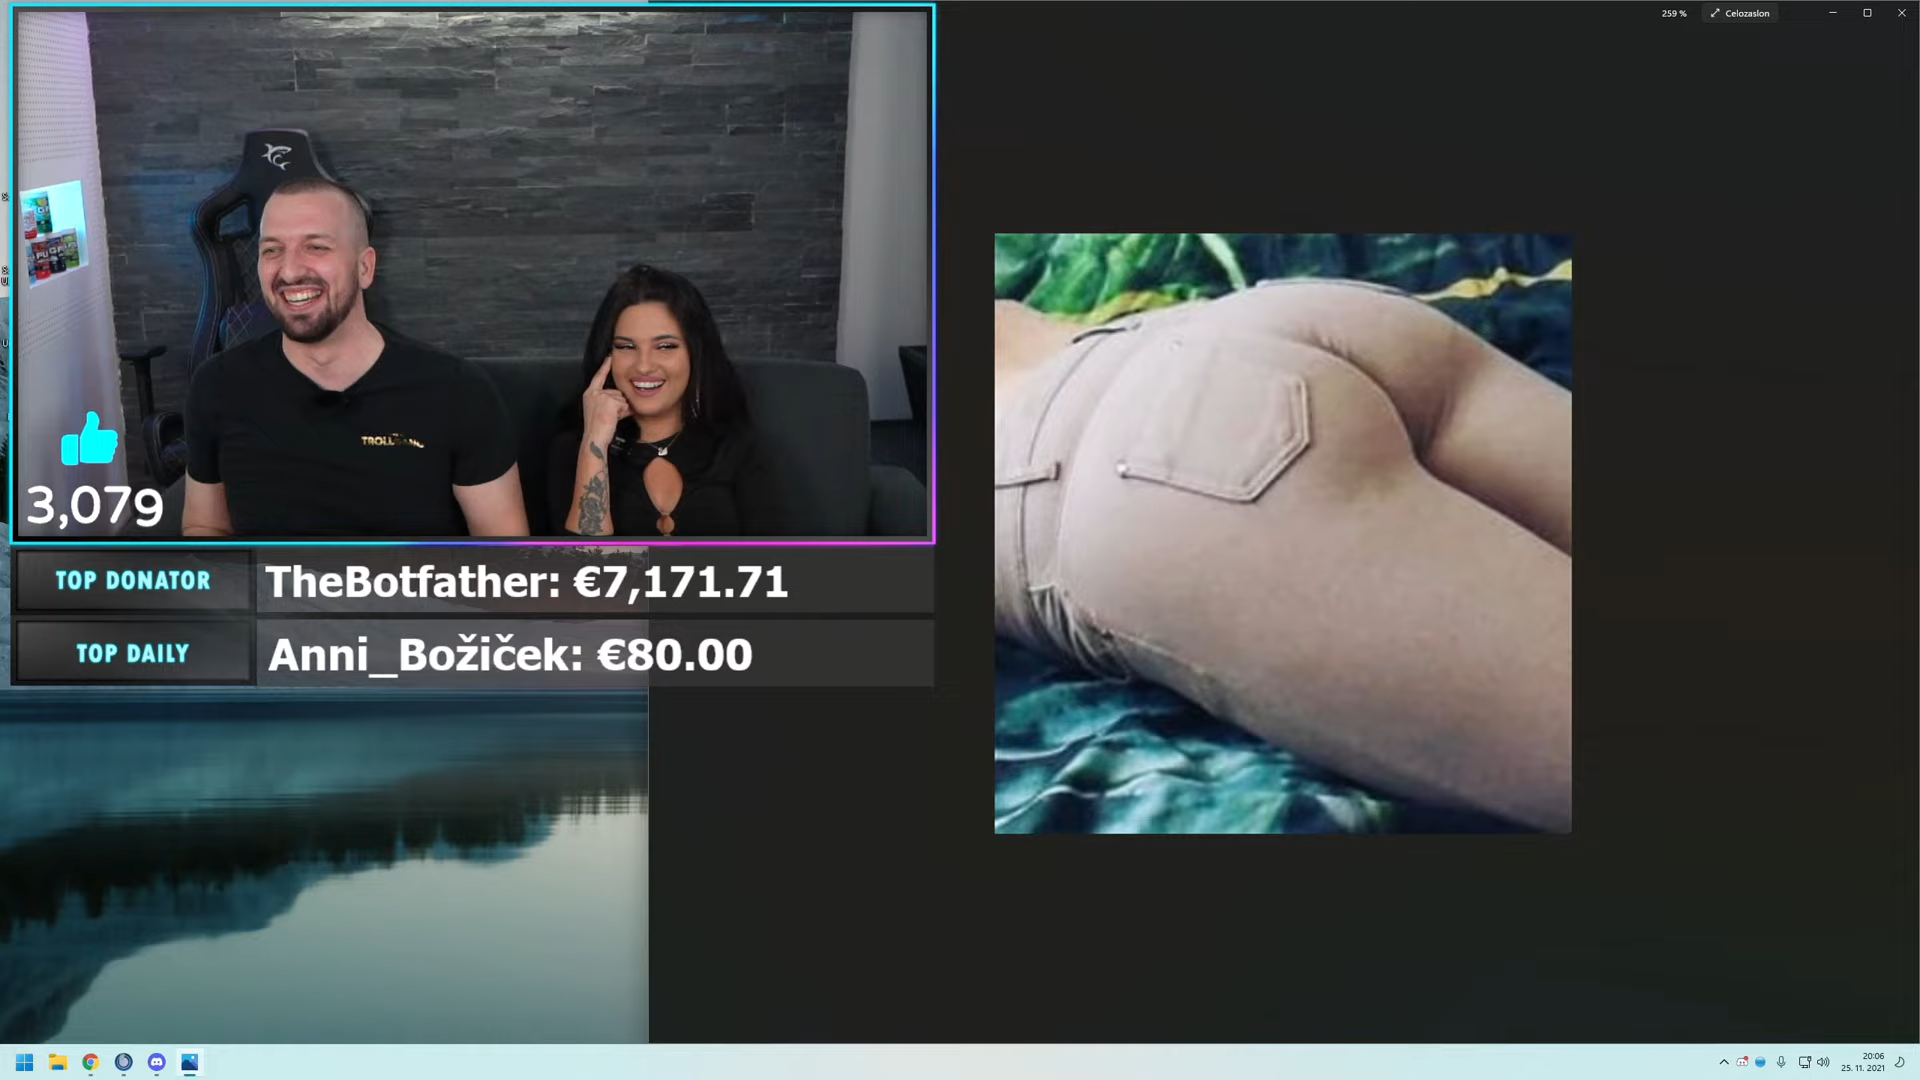 259 %
Celozaslon
3,079
TOP DONATOR
TheBotfather: €7,171.71
TOP DAILY
Anni_Božiček: €80.00
20:06
25. 11. 2021